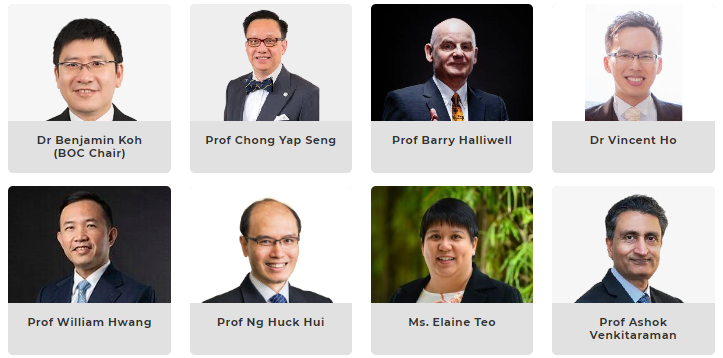 Dr Benjamin Koh
(BOC Chair)
Prof Chong Yap Seng
Prof Barry Halliwell
Dr Vincent Ho
Prof William Hwang
Prof Ng Huck Hui
Ms. Elaine Teo
Prof Ashok
Venkitaraman